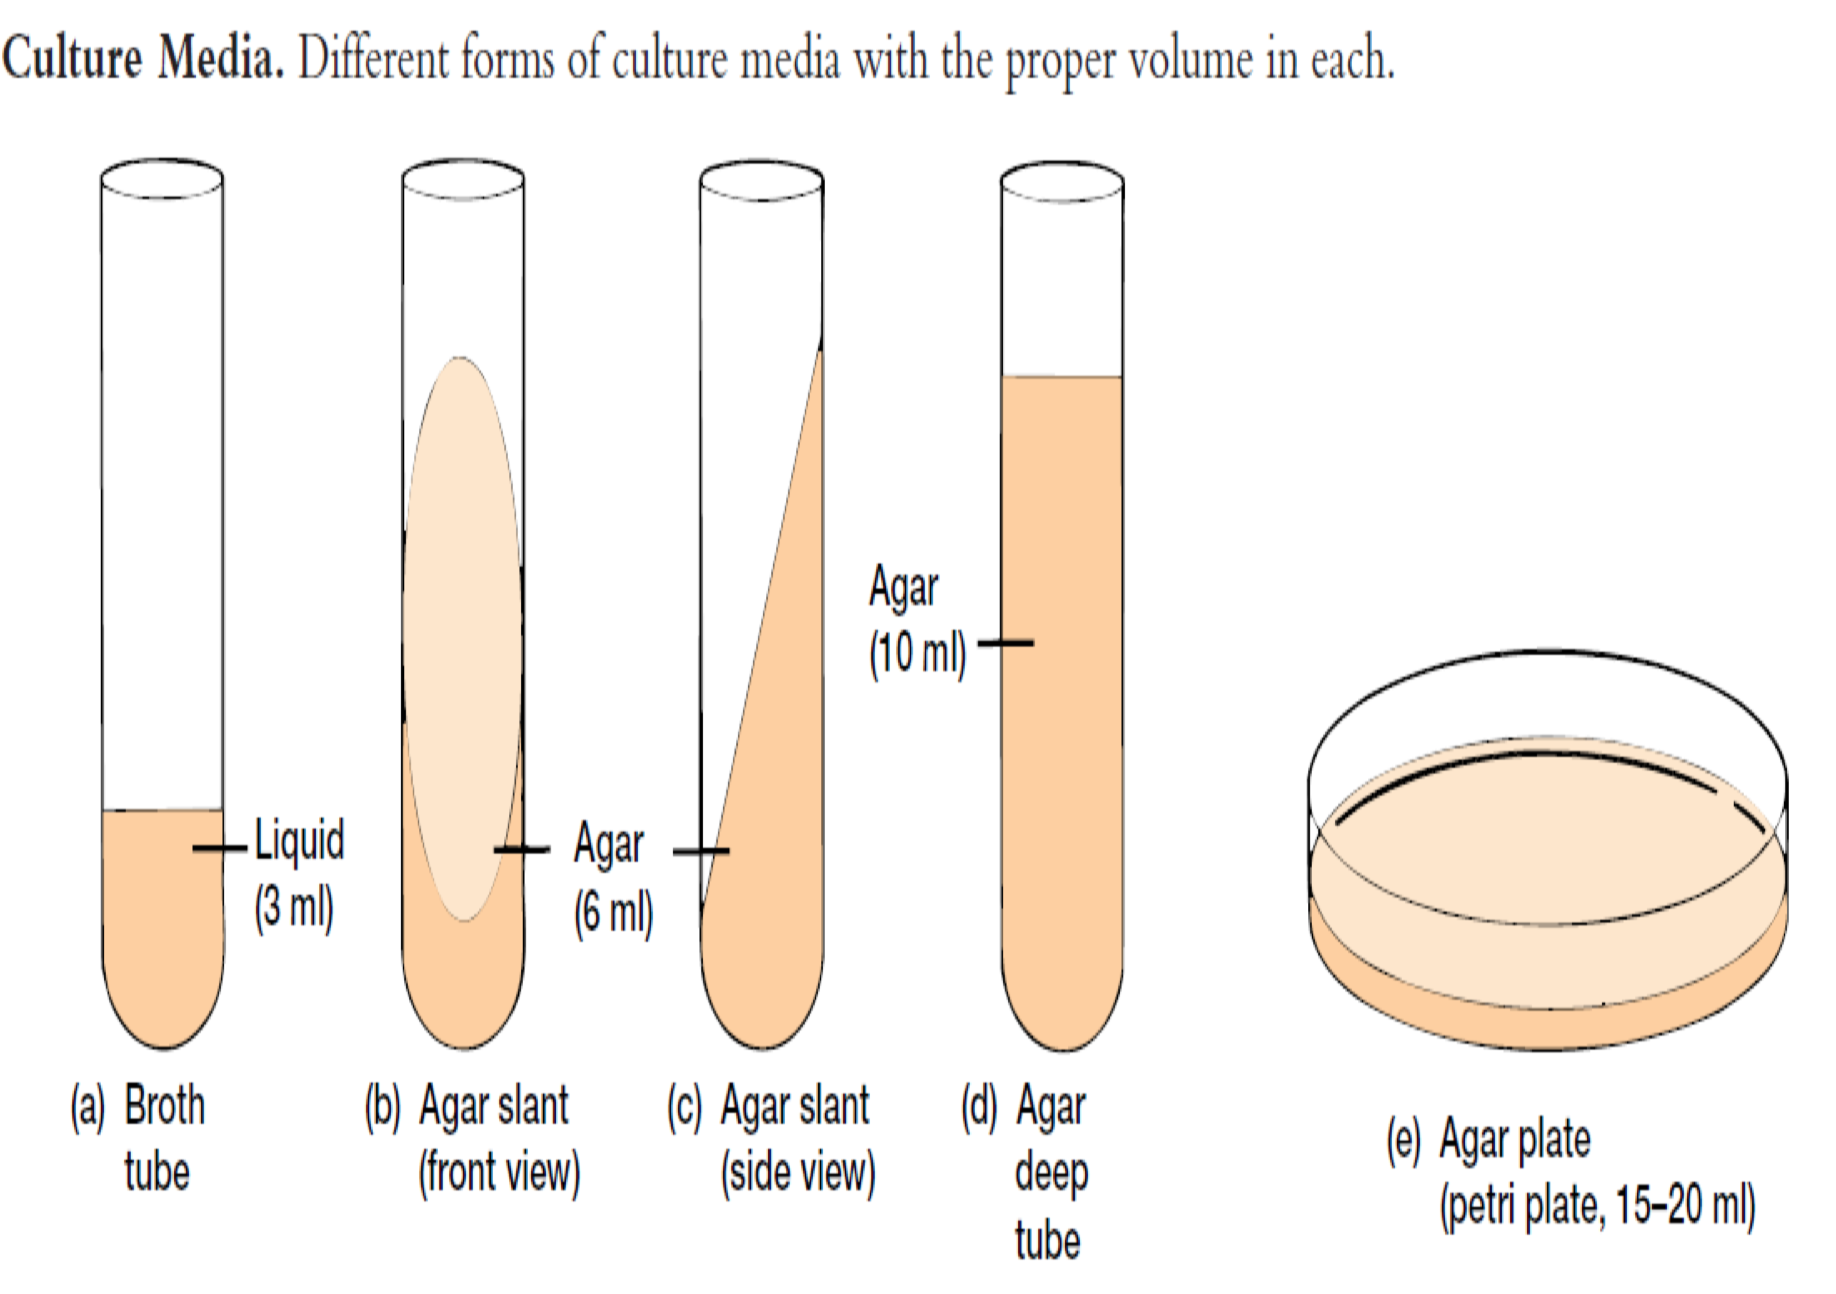 Culture Media. Different forms of culture media with the proper volume in each.
Liquid
(3 ml)
Agar
(6 ml)
Agar
(10 ml)
(a) Broth
tube
(b) Agar slant
(front view)
(c) Agar slant
(side view)
(d) Agar
deep
tube
(e) Agar plate
(petri plate, 15–20 ml)